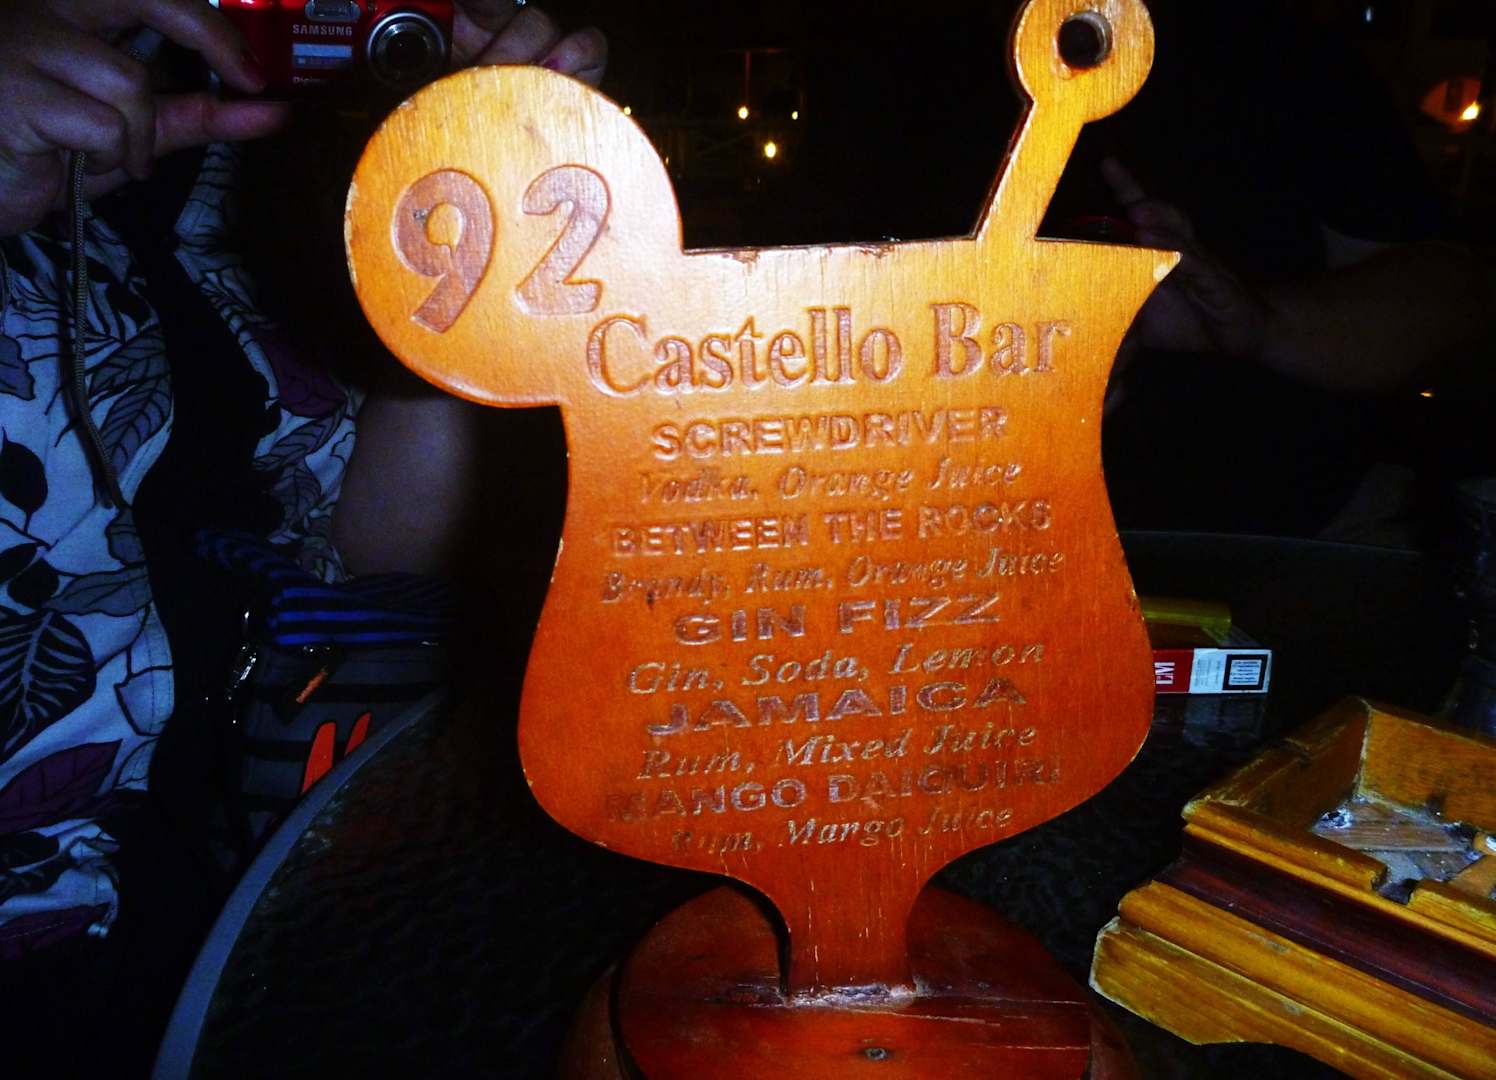 SAMSUNG
92
Castello Bar
SCREWDRIVER
Vodka, Orange Juice
BETWEEN THE ROCKS
Brandy, Rum, Orange Juice
GIN FIZZ
Gin, Soda, Lemon
JAMAICA
Rum, Mixed Juice
MANGO DAIQUIRI
Rum, Mango Juice
LM